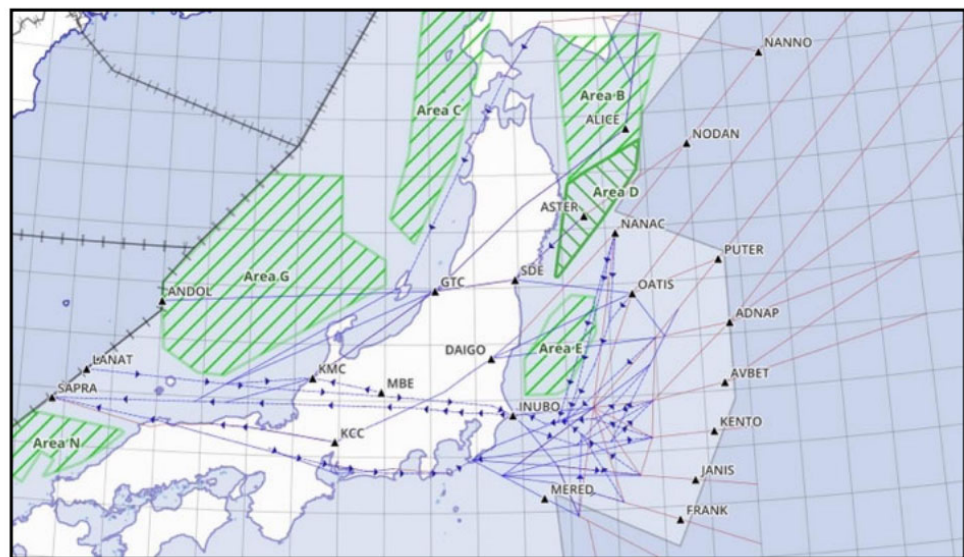 NANNO
Area B
Area C
ALICE
NODAN
Area D
ASTER
NANAC
PUTER
Area G
SDE
GTC
OATIS
ANDOL
ADNAP
DAIGO
Area E
LANAT
KMC
AVBET
MBE
SAPRA
INUBO
KENTO
Area N
KCC
JANIS
MERED
FRANK